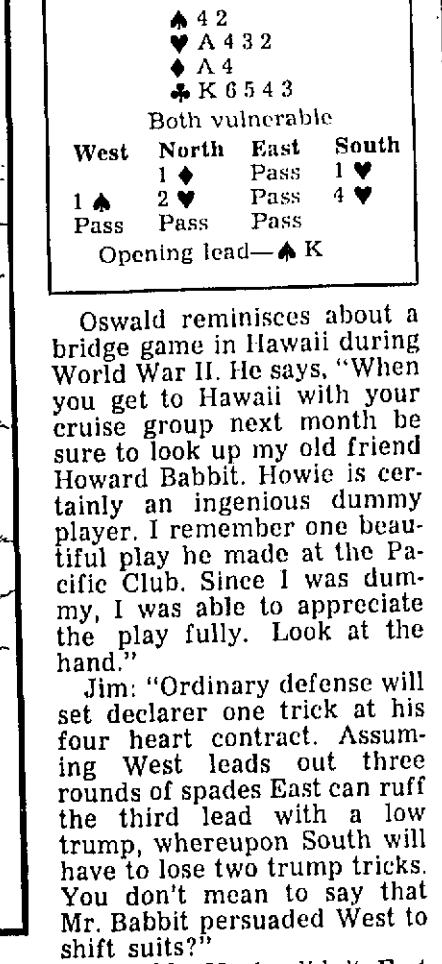 ♠ 4 2
♥ A 4 3 2
♦ A 4
♣ K 6 5 4 3
Both vulnerable
West North East South
1 ♦ Pass 1 ♥
1 ♠ 2 ♥ Pass 4 ♥
Pass Pass Pass
Opening lead—♠ K
Oswald reminisces about a
bridge game in Hawaii during
World War II. He says, “When
you get to Hawaii with your
cruise group next month be
sure to look up my old friend
Howard Babbit. Howie is cer-
tainly an ingenious dummy
player. I remember one beau-
tiful play he made at the Pa-
cific Club. Since I was dum-
my, I was able to appreciate
the play fully. Look at the
hand.”
Jim: “Ordinary defense will
set declarer one trick at his
four heart contract. Assum-
ing West leads out three
rounds of spades East can ruff
the third lead with a low
trump, whereupon South will
have to lose two trump tricks.
You don't mean to say that
Mr. Babbit persuaded West to
shift suits?”